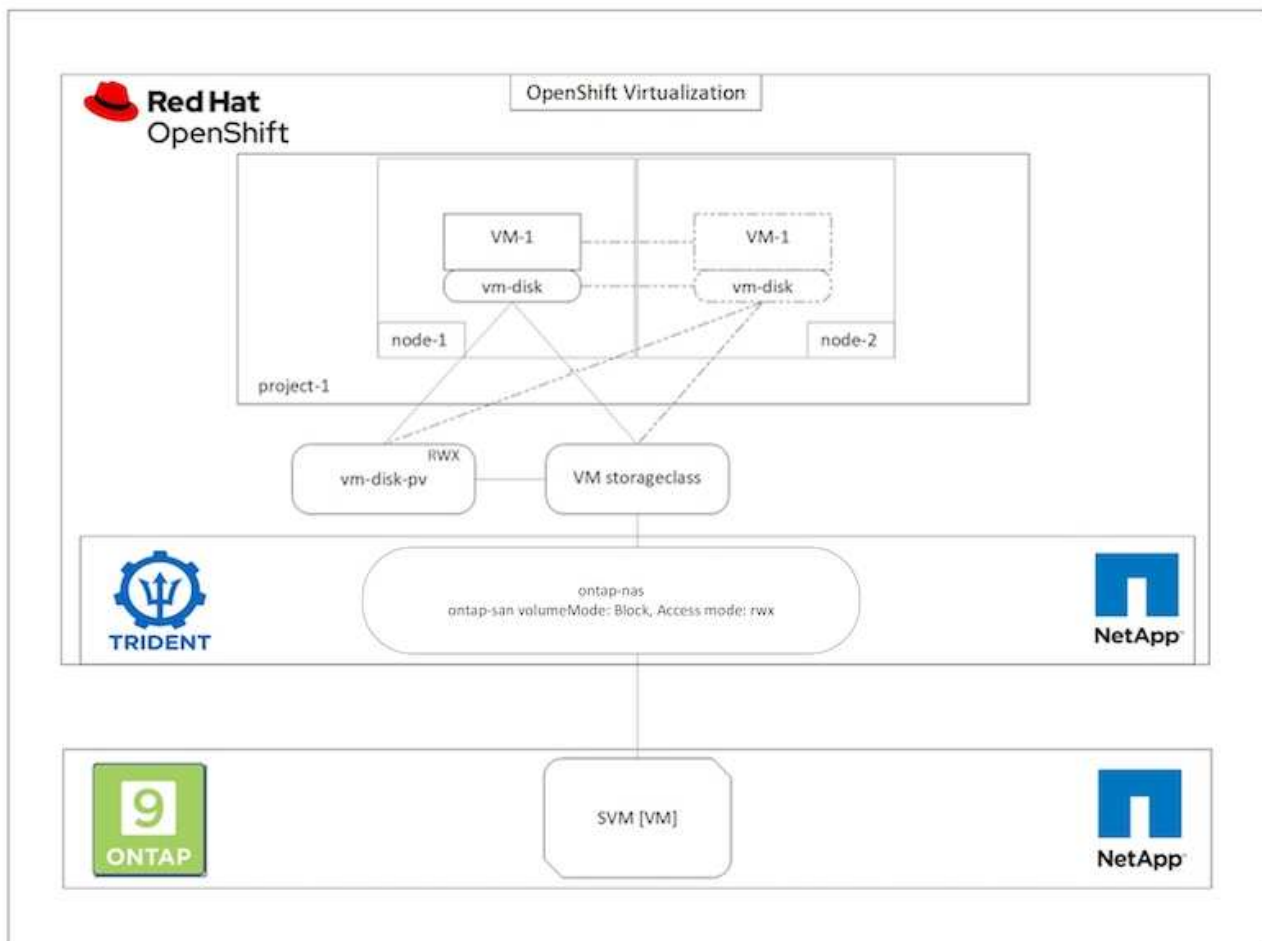 Red Hat
OpenShift
OpenShift Virtualization
VM-1
VM-1
vm-disk
vm-disk
node-1
node-2
project-1
RWX
vm-disk-pv
VM storageclass
ontap-nas
ontap-san volumeMode: Block, Access mode: rwx
TRIDENT
NetApp
SVM [VM]
9
ONTAP
NetApp